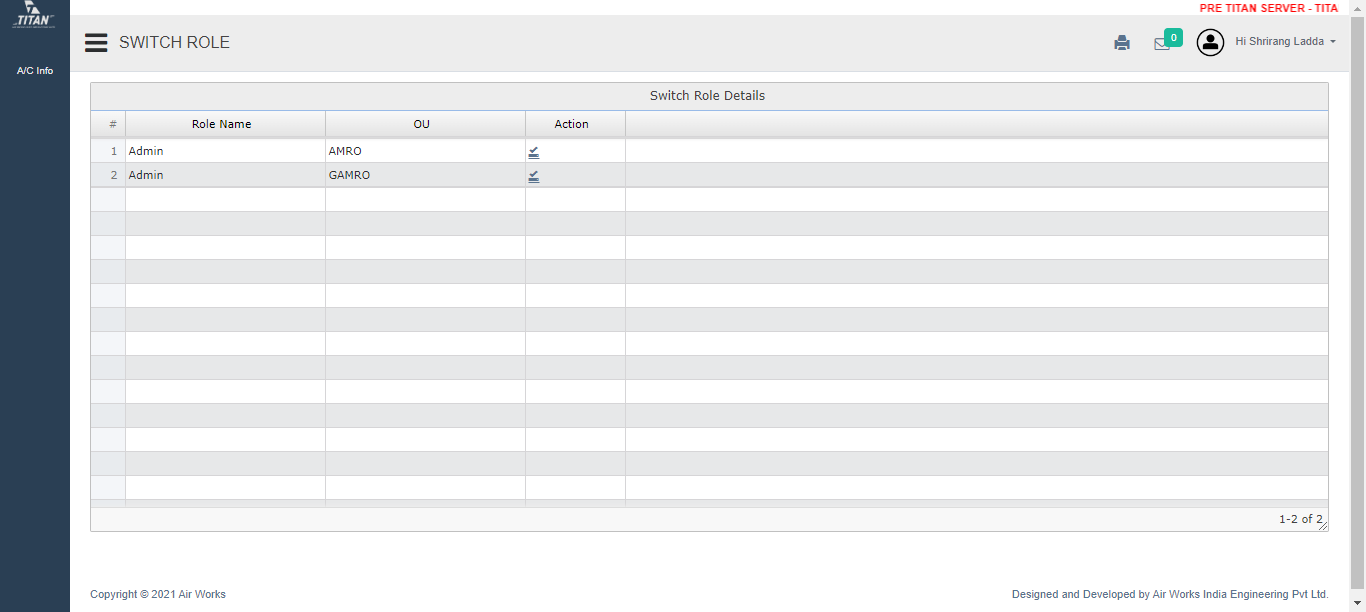 PRE TITAN SERVER - TITA
TITAN
SWITCH ROLE
0
Hi Shrirang Ladda
A/C Info
Switch Role Details
# Role Name OU Action
1 Admin AMRO
2 Admin GAMRO
1-2 of 2
Copyright © 2021 Air Works
Designed and Developed by Air Works India Engineering Pvt Ltd.